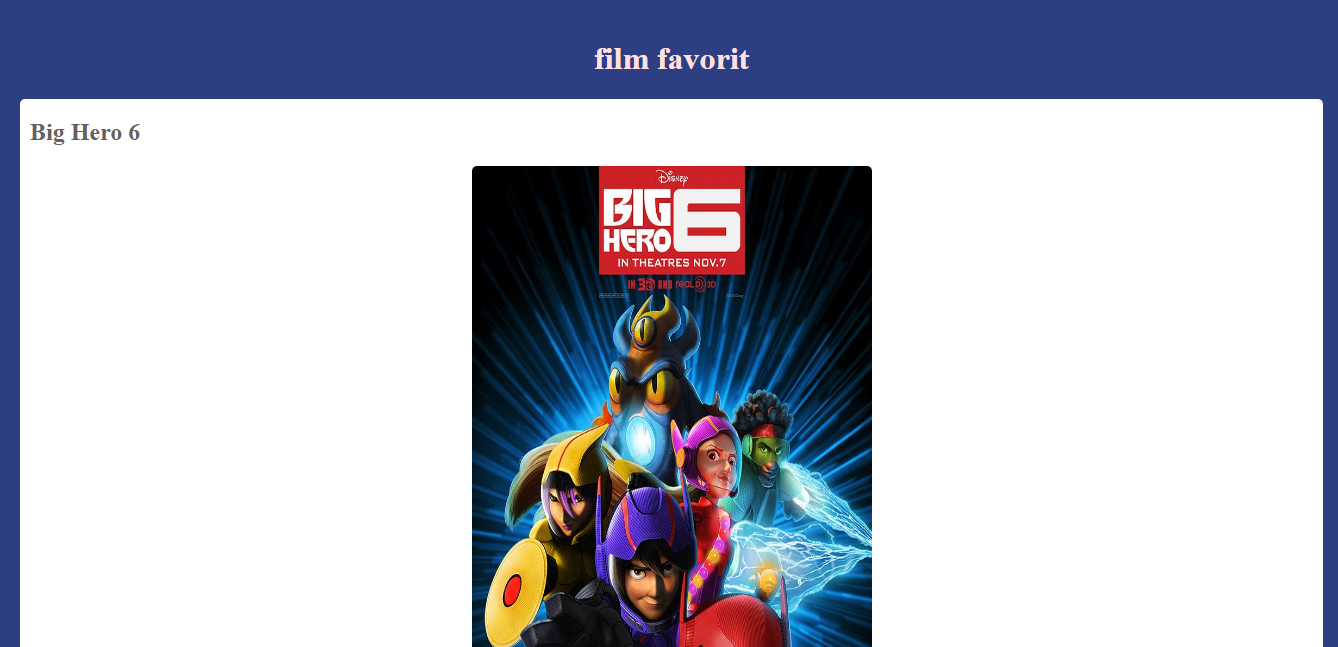 film favorit
Big Hero 6
Disney
BIG
HERO 6
IN THEATRES NOV.7
IN 3D AND REAL D 3D